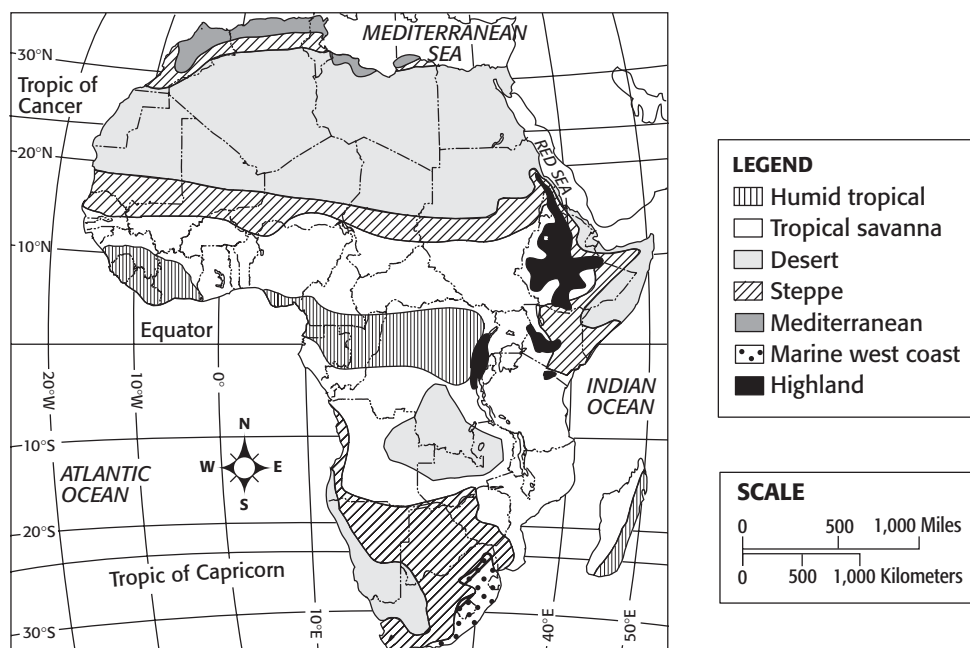 MEDITERRANEAN
SEA
30°N
Tropic of
Cancer
20°N
RED SEA
10°N
Equator
20°W
10°W
0°
INDIAN
OCEAN
N
W
E
S
10°S
ATLANTIC
OCEAN
20°S
Tropic of Capricorn
30°S
10°E
40°E
50°E
LEGEND
Humid tropical
Tropical savanna
Desert
Steppe
Mediterranean
Marine west coast
Highland
SCALE
0 500 1,000 Miles
0 500 1,000 Kilometers